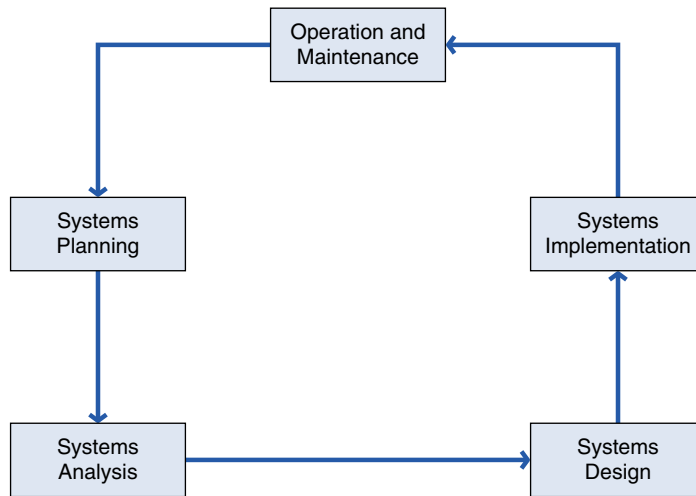 Operation and
Maintenance
Systems
Planning
Systems
Implementation
Systems
Analysis
Systems
Design